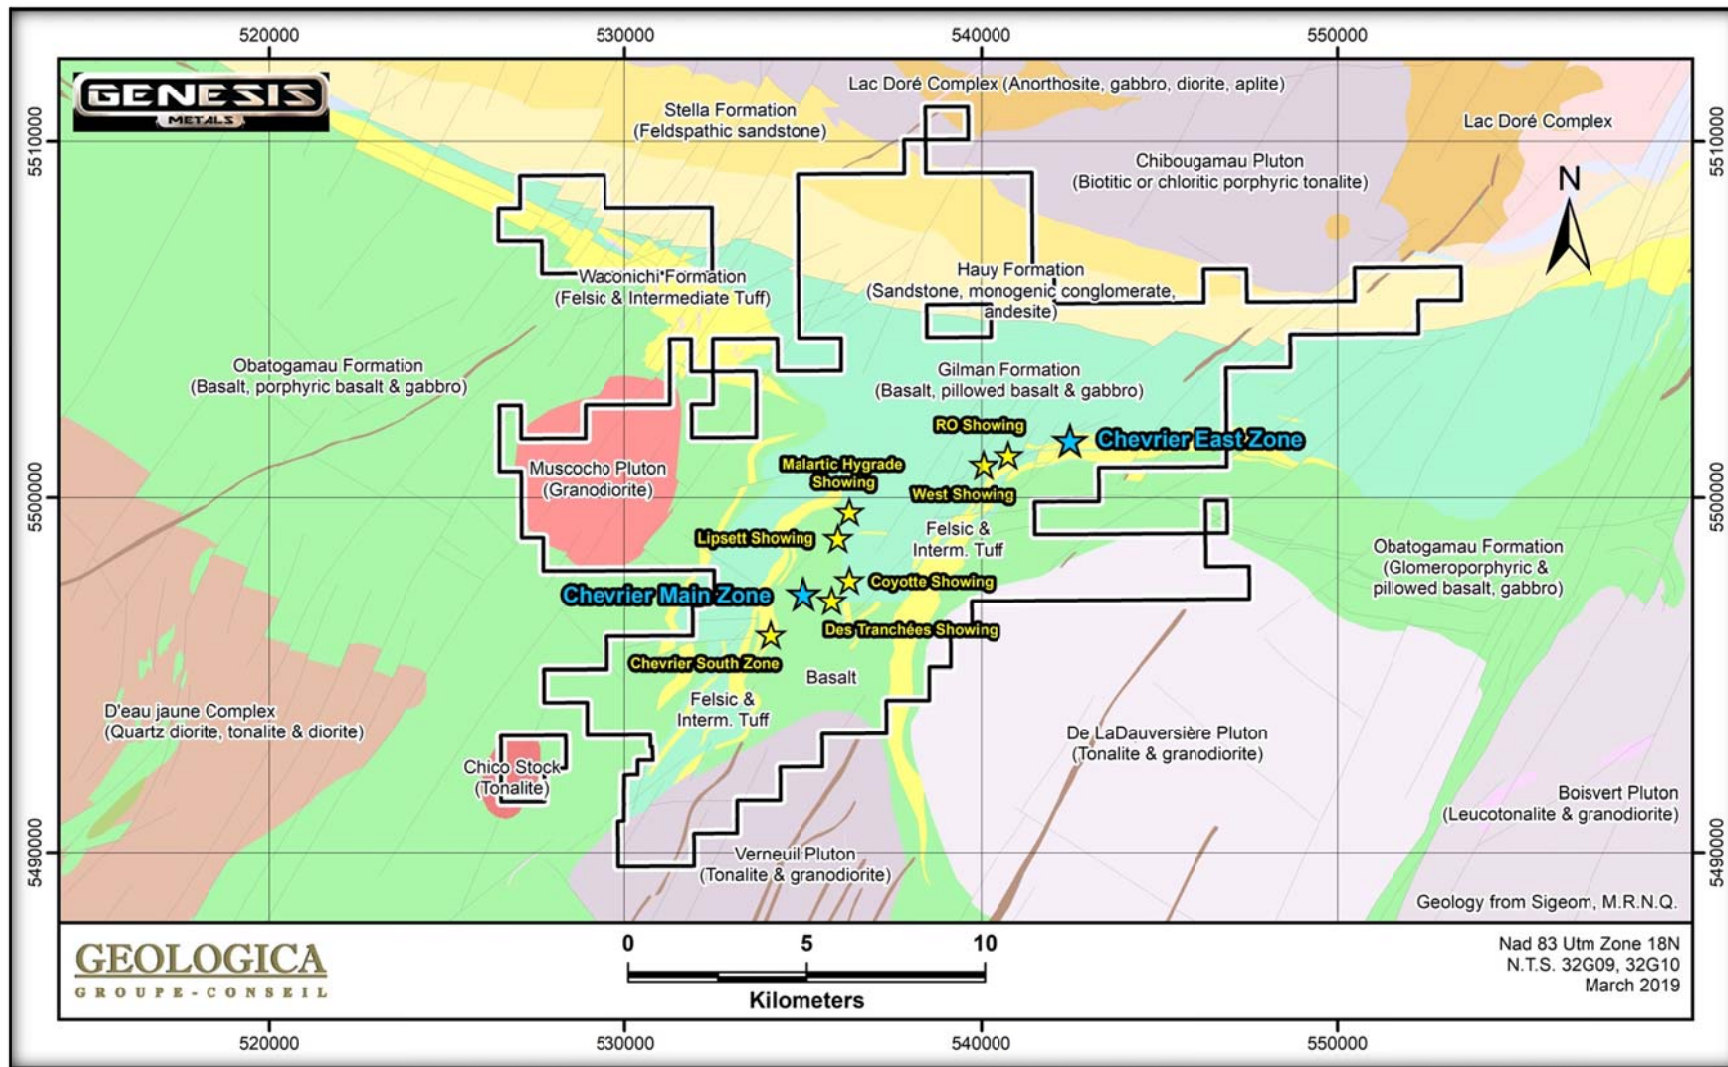 520000
530000
540000
550000
GENESIS
METALS
Lac Doré Complex (Anorthosite, gabbro, diorite, aplite)
Stella Formation
(Feldspathic sandstone)
Lac Doré Complex
5510000
5510000
Chibougamau Pluton
(Biotitic or chloritic porphyric tonalite)
N
Waconichi Formation
(Felsic & Intermediate Tuff)
Hauy Formation
(Sandstone, monogenic conglomerate,
andesite)
Obatogamau Formation
(Basalt, porphyric basalt & gabbro)
Gilman Formation
(Basalt, pillowed basalt & gabbro)
RO Showing
Chevrier East Zone
Muscocho Pluton
(Granodiorite)
Malartic Hygrade
Showing
West Showing
5500000
5500000
Lipsett Showing
Felsic &
Interm. Tuff
Obatogamau Formation
(Glomeroporphyric &
pillowed basalt, gabbro)
Chevrier Main Zone
Coyotte Showing
Des Tranchées Showing
Chevrier South Zone
Basalt
Felsic &
Interm. Tuff
D'eau jaune Complex
(Quartz diorite, tonalite & diorite)
De LaDauversière Pluton
(Tonalite & granodiorite)
Chico Stock
(Tonalite)
Boisvert Pluton
(Leucotonalite & granodiorite)
5490000
5490000
Verneuil Pluton
(Tonalite & granodiorite)
Geology from Sigeom, M.R.N.Q.
GEOLOGICA
GROUPE-CONSEIL
0
5
10
Kilometers
Nad 83 Utm Zone 18N
N.T.S. 32G09, 32G10
March 2019
520000
530000
540000
550000